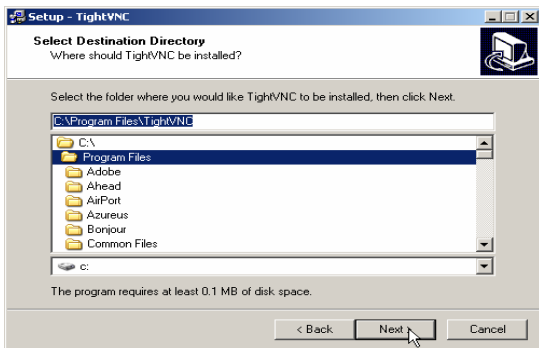 Setup - TightVNC
Select Destination Directory
Where should TightVNC be installed?
Select the folder where you would like TightVNC to be installed, then click Next.
C:\Program Files\TightVNC
C:\
Program Files
Adobe
Ahead
AirPort
Azureus
Bonjour
Common Files
c:
The program requires at least 0.1 MB of disk space.
< Back Next > Cancel